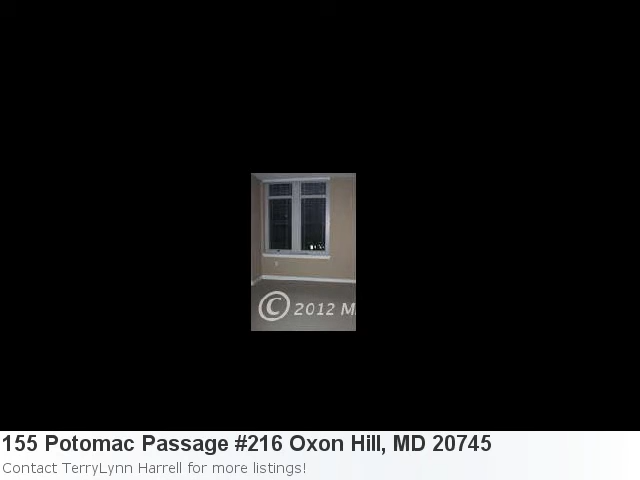 © 2012 M
155 Potomac Passage #216 Oxon Hill, MD 20745
Contact TerryLynn Harrell for more listings!